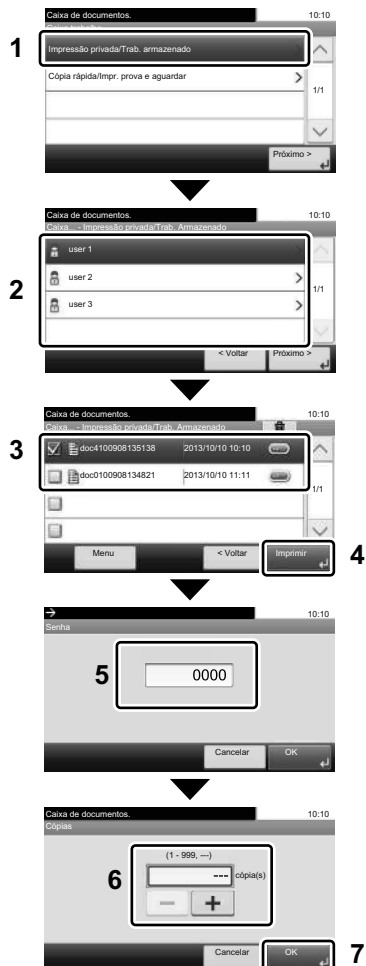 Caixa de documentos. 10:10
Caixa trabalho
1
Impressão privada/Trab. armazenado
Cópia rápida/Impr. prova e aguardar
1/1
Próximo >
Caixa de documentos. 10:10
Caixa... - Impressão privada/Trab. Armazenado
2
user 1
user 2
1/1
user 3
< Voltar Próximo >
Caixa de documentos. 10:10
Caixa... - Impressão privada/Trab. Armazenado
3
doc4100908135138 2013/10/10 10:10
doc0100908134821 2013/10/10 11:11
1/1
Menu < Voltar Imprimir 4
10:10
Senha
5 0000
Cancelar OK
Caixa de documentos. 10:10
Cópias
(1 - 999, ---)
6 --- cópia(s)
Cancelar OK 7